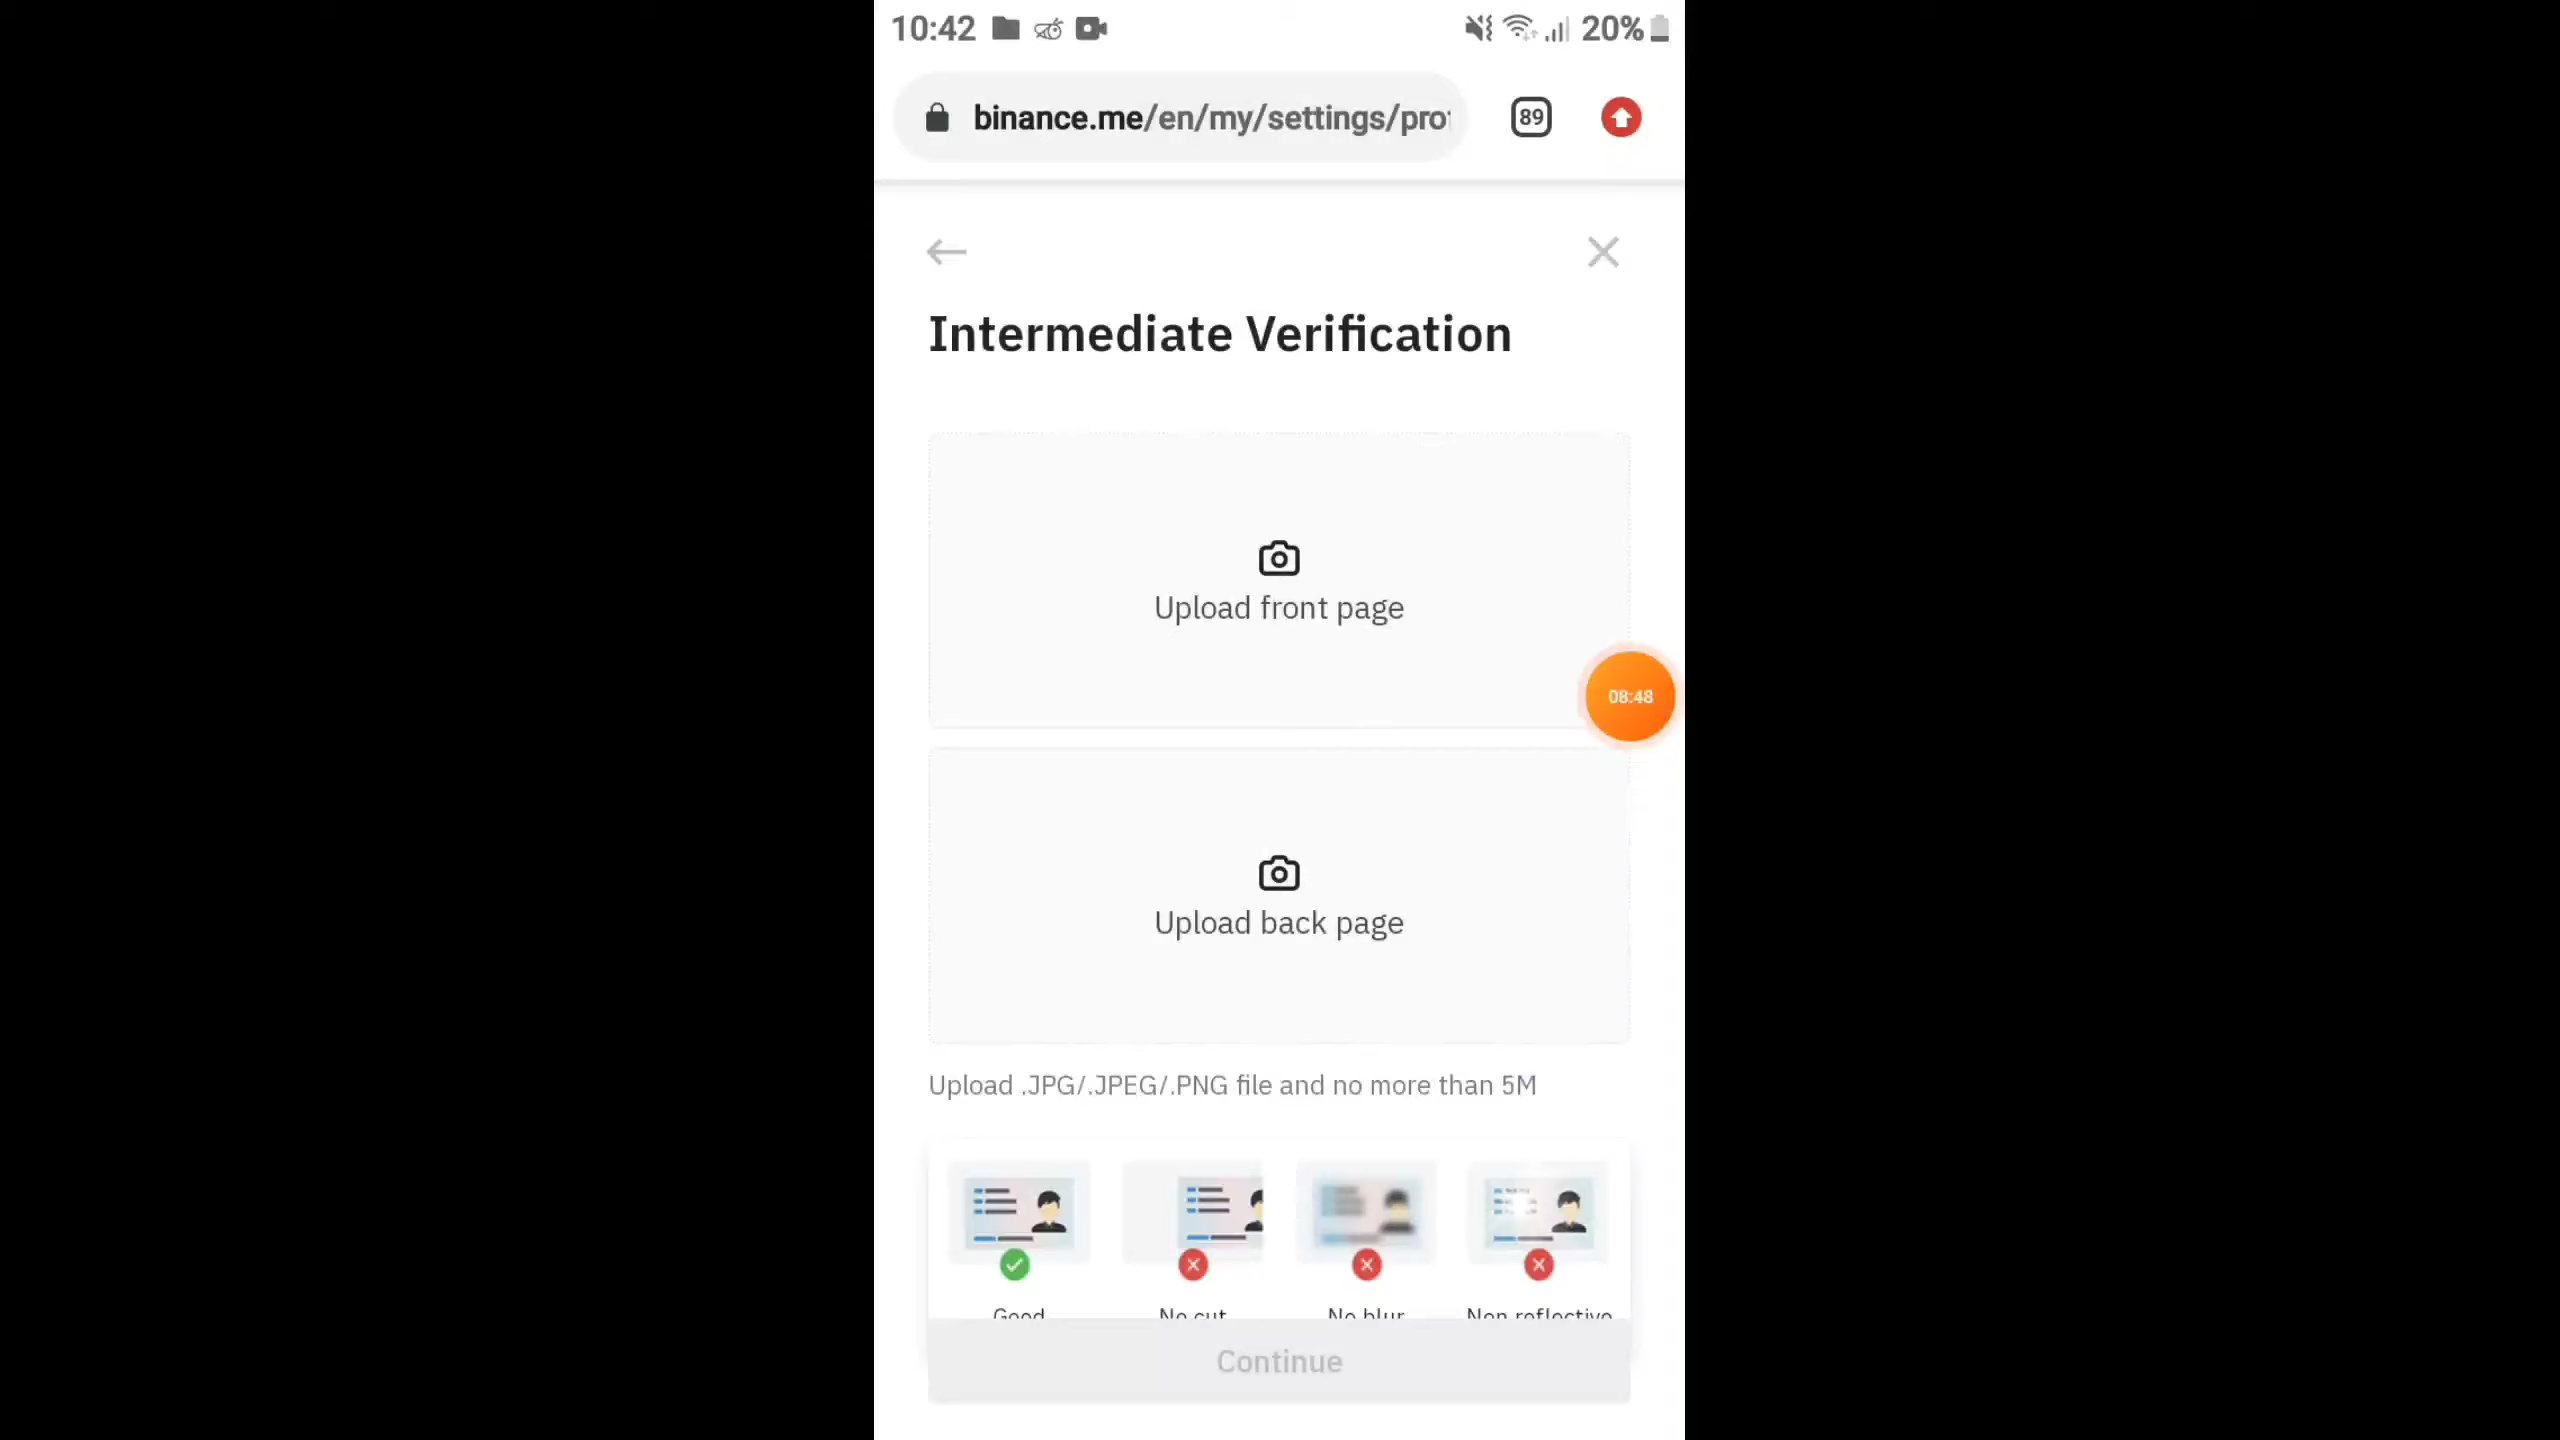 10:42
20%
binance.me/en/my/settings/pro
89
Intermediate Verification
Upload front page
08:48
Upload back page
Upload .JPG/.JPEG/.PNG file and no more than 5M
Good
No cut
No blur
Non reflective
Continue